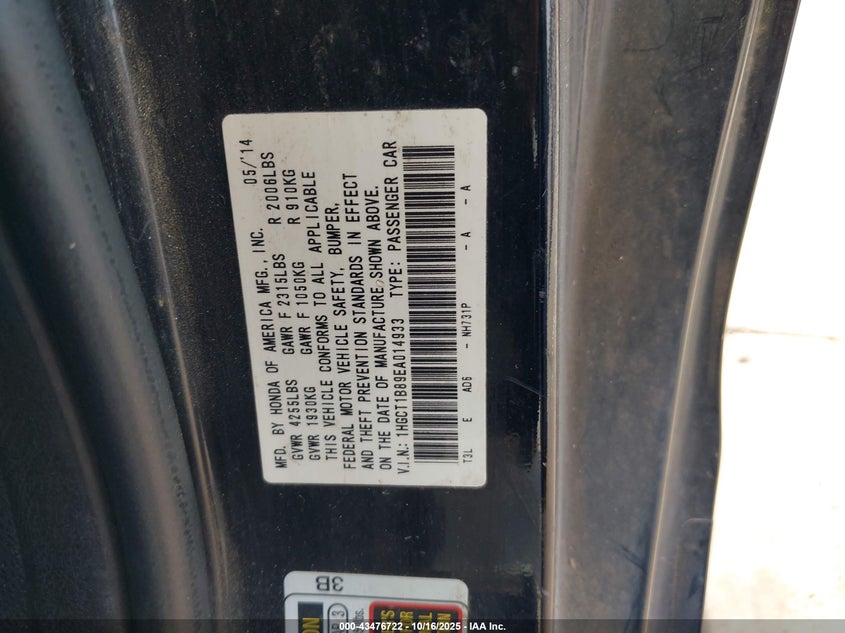 MFD. BY HONDA OF AMERICA MFG., INC. 05/'14
GVWR 4255LBS GAWR F 2315LBS R 2006LBS
GVWR 1930KG GAWR F 1050KG R 910KG
THIS VEHICLE CONFORMS TO ALL APPLICABLE
FEDERAL MOTOR VEHICLE SAFETY, BUMPER,
AND THEFT PREVENTION STANDARDS IN EFFECT
ON THE DATE OF MANUFACTURE SHOWN ABOVE.
V.I.N.: 1HGCT1B89EA014933 TYPE: PASSENGER CAR
T3L E AD6 - NH731P - A - A
3B
3
ON
000-43476722 - 10/16/2025 - IAA Inc.